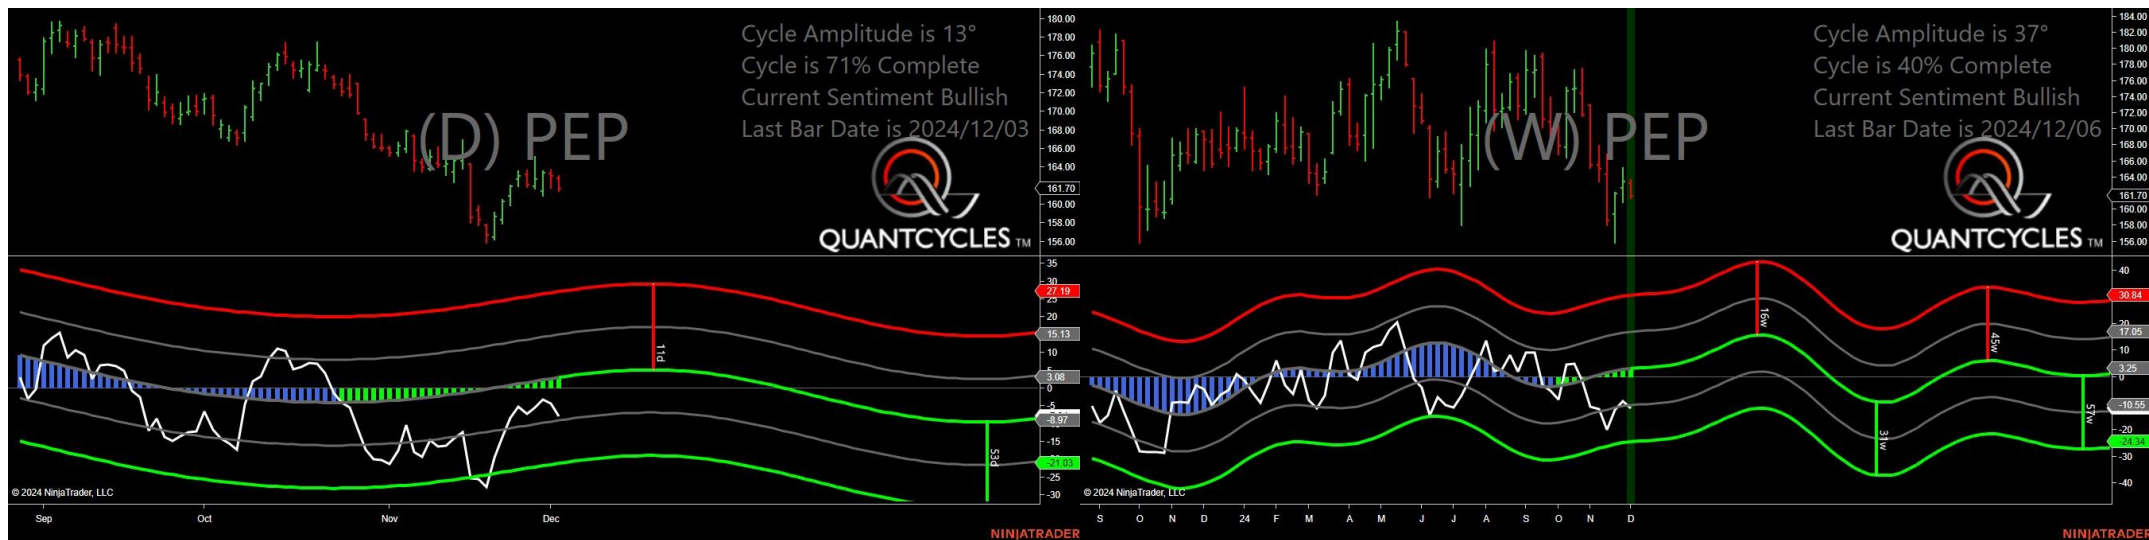 Cycle Amplitude is 13°
Cycle is 71% Complete
Current Sentiment Bullish
Last Bar Date is 2024/12/03
(D) PEP
QUANTCYCLES TM
180.00
178.00
176.00
174.00
172.00
170.00
168.00
166.00
164.00
161.70
160.00
158.00
156.00
35
30
27.19
25
20
15.13
10
5
3.08
0
-5
-8.97
-15
-21.03
-25
-30
11d
53d
© 2024 NinjaTrader, LLC
Sep
Oct
Nov
Dec
NINJATRADER
Cycle Amplitude is 37°
Cycle is 40% Complete
Current Sentiment Bullish
Last Bar Date is 2024/12/06
(W) PEP
QUANTCYCLES TM
184.00
182.00
180.00
178.00
176.00
174.00
172.00
170.00
168.00
166.00
164.00
161.70
160.00
158.00
156.00
40
30.84
20
17.05
10
3.25
0
-10.55
-20
-24.34
-30
-40
16w
31w
45w
57w
© 2024 NinjaTrader, LLC
S O N D 24 F M A M J J A S O N D
NINJATRADER